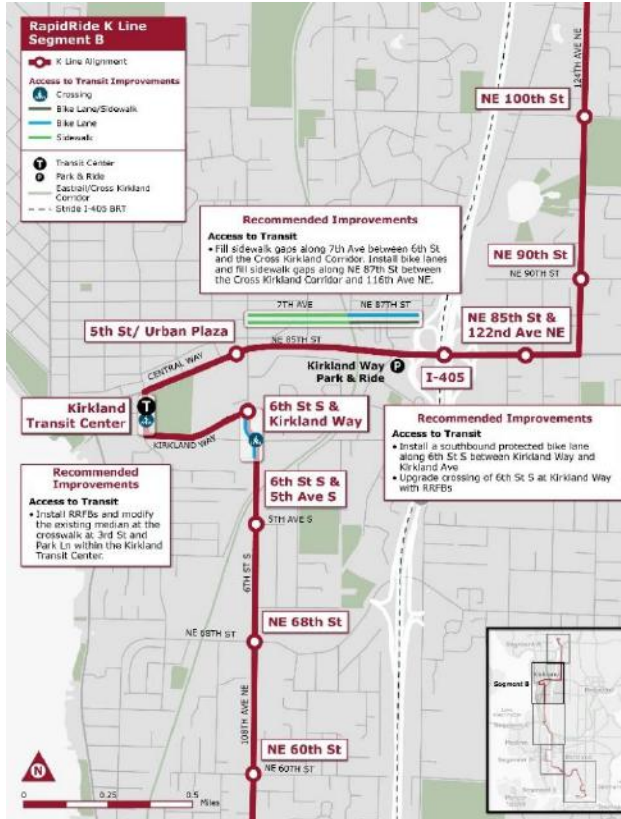 RapidRide K Line
Segment B
K Line Alignment
Access to Transit Improvements
Crossing
Bike Lane/Sidewalk
Bike Lane
Sidewalk
T
Transit Center
P
Park & Ride
Eastrail/Cross Kirkland
Corridor
Stride I-405 BRT
124TH AVE NE
NE 100th St
Recommended Improvements
Access to Transit
• Fill sidewalk gaps along 7th Ave between 6th St
and the Cross Kirkland Corridor. Install bike lanes
and fill sidewalk gaps along NE 87th St between
the Cross Kirkland Corridor and 116th Ave NE.
NE 90th St
NE 90TH ST
7TH AVE
NE 87TH ST
NE 85th St &
122nd Ave NE
5th St/ Urban Plaza
NE 85TH ST
CENTRAL WAY
Kirkland Way
Park & Ride
P
I-405
Kirkland
Transit Center
T
6th St S &
Kirkland Way
KIRKLAND WAY
Recommended Improvements
Access to Transit
• Install a southbound protected bike lane
along 6th St S between Kirkland Way and
Kirkland Ave
• Upgrade crossing of 6th St S at Kirkland Way
with RRFBs
Recommended
Improvements
Access to Transit
• Install RRFBs and modify
the existing median at the
crosswalk at 3rd St and
Park Ln within the Kirkland
Transit Center.
6th St S &
5th Ave S
5TH AVE S
6TH ST S
NE 68th St
NE 68TH ST
108TH AVE NE
NE 60th St
NE 60TH ST
Kirkland
Segment B
N
0
0.25
0.5
Miles